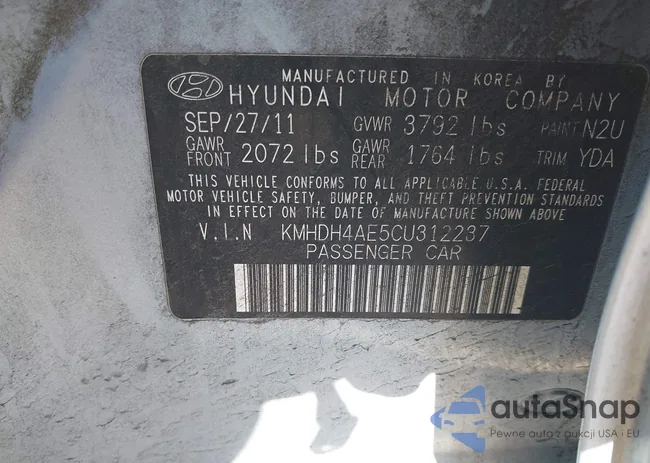 MANUFACTURED IN KOREA BY
HYUNDAI MOTOR COMPANY
SEP/27/11 GVWR 3792 lbs PAINT N2U
GAWR FRONT 2072 lbs GAWR REAR 1764 lbs TRIM YDA
THIS VEHICLE CONFORMS TO ALL APPLICABLE U.S.A. FEDERAL
MOTOR VEHICLE SAFETY, BUMPER, AND THEFT PREVENTION STANDARDS
IN EFFECT ON THE DATE OF MANUFACTURE SHOWN ABOVE
V.I.N KMHDH4AE5CU312237
PASSENGER CAR
autaSnap
Pewne auto z aukcji USA i EU